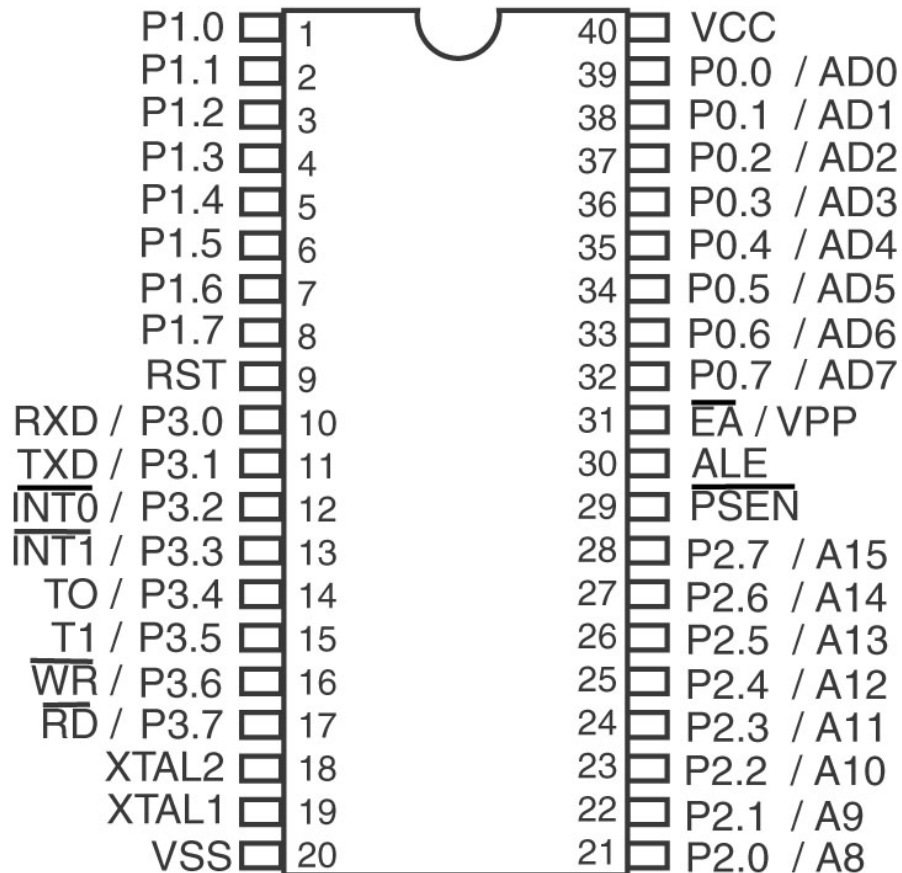 P1.0 1 40 VCC
P1.1 2 39 P0.0 / AD0
P1.2 3 38 P0.1 / AD1
P1.3 4 37 P0.2 / AD2
P1.4 5 36 P0.3 / AD3
P1.5 6 35 P0.4 / AD4
P1.6 7 34 P0.5 / AD5
P1.7 8 33 P0.6 / AD6
RST 9 32 P0.7 / AD7
RXD / P3.0 10 31 E̅A̅ / VPP
TXD / P3.1 11 30 ALE
I̅N̅T̅0̅ / P3.2 12 29 P̅S̅E̅N̅
I̅N̅T̅1̅ / P3.3 13 28 P2.7 / A15
TO / P3.4 14 27 P2.6 / A14
T1 / P3.5 15 26 P2.5 / A13
W̅R̅ / P3.6 16 25 P2.4 / A12
R̅D̅ / P3.7 17 24 P2.3 / A11
XTAL2 18 23 P2.2 / A10
XTAL1 19 22 P2.1 / A9
VSS 20 21 P2.0 / A8